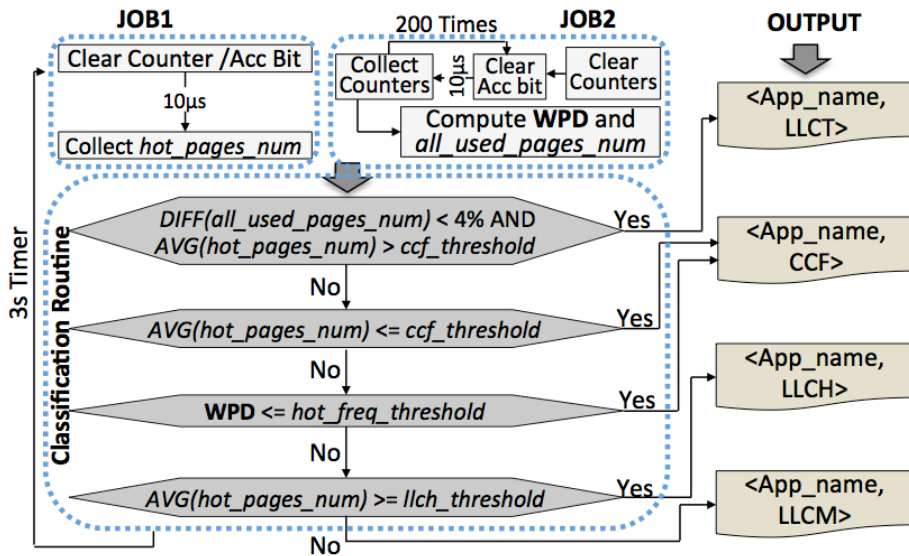 JOB1
Clear Counter /Acc Bit
10µs
Collect hot_pages_num
200 Times
JOB2
Collect
Counters
10µs
Clear
Acc bit
Clear
Counters
Compute WPD and
all_used_pages_num
OUTPUT
<App_name,
LLCT>
<App_name,
CCF>
<App_name,
LLCH>
<App_name,
LLCM>
3s Timer
Classification Routine
DIFF(all_used_pages_num) < 4% AND
AVG(hot_pages_num) > ccf_threshold
Yes
No
AVG(hot_pages_num) <= ccf_threshold
Yes
No
WPD <= hot_freq_threshold
Yes
No
AVG(hot_pages_num) >= llch_threshold
Yes
No